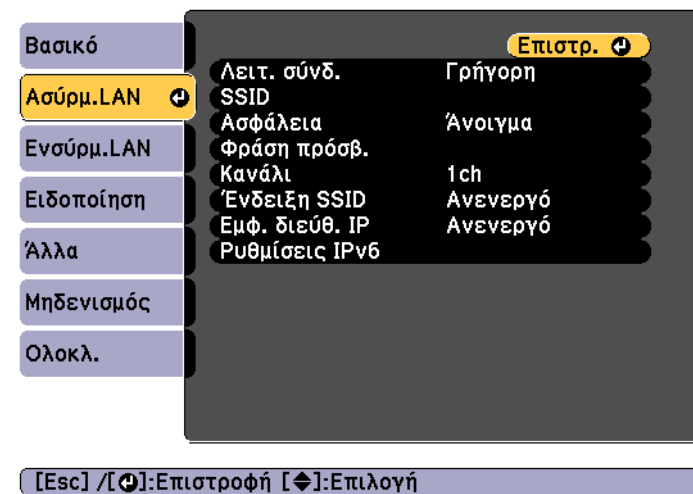 Βασικό
Ασύρμ.LAN
Ενσύρμ.LAN
Ειδοποίηση
Άλλα
Μηδενισμός
Ολοκλ.
Επιστρ.
Λειτ. σύνδ. Γρήγορη
SSID
Ασφάλεια Άνοιγμα
Φράση πρόσβ.
Κανάλι 1ch
Ένδειξη SSID Ανενεργό
Εμφ. διεύθ. IP Ανενεργό
Ρυθμίσεις IPv6
[Esc] /[]:Επιστροφή []:Επιλογή